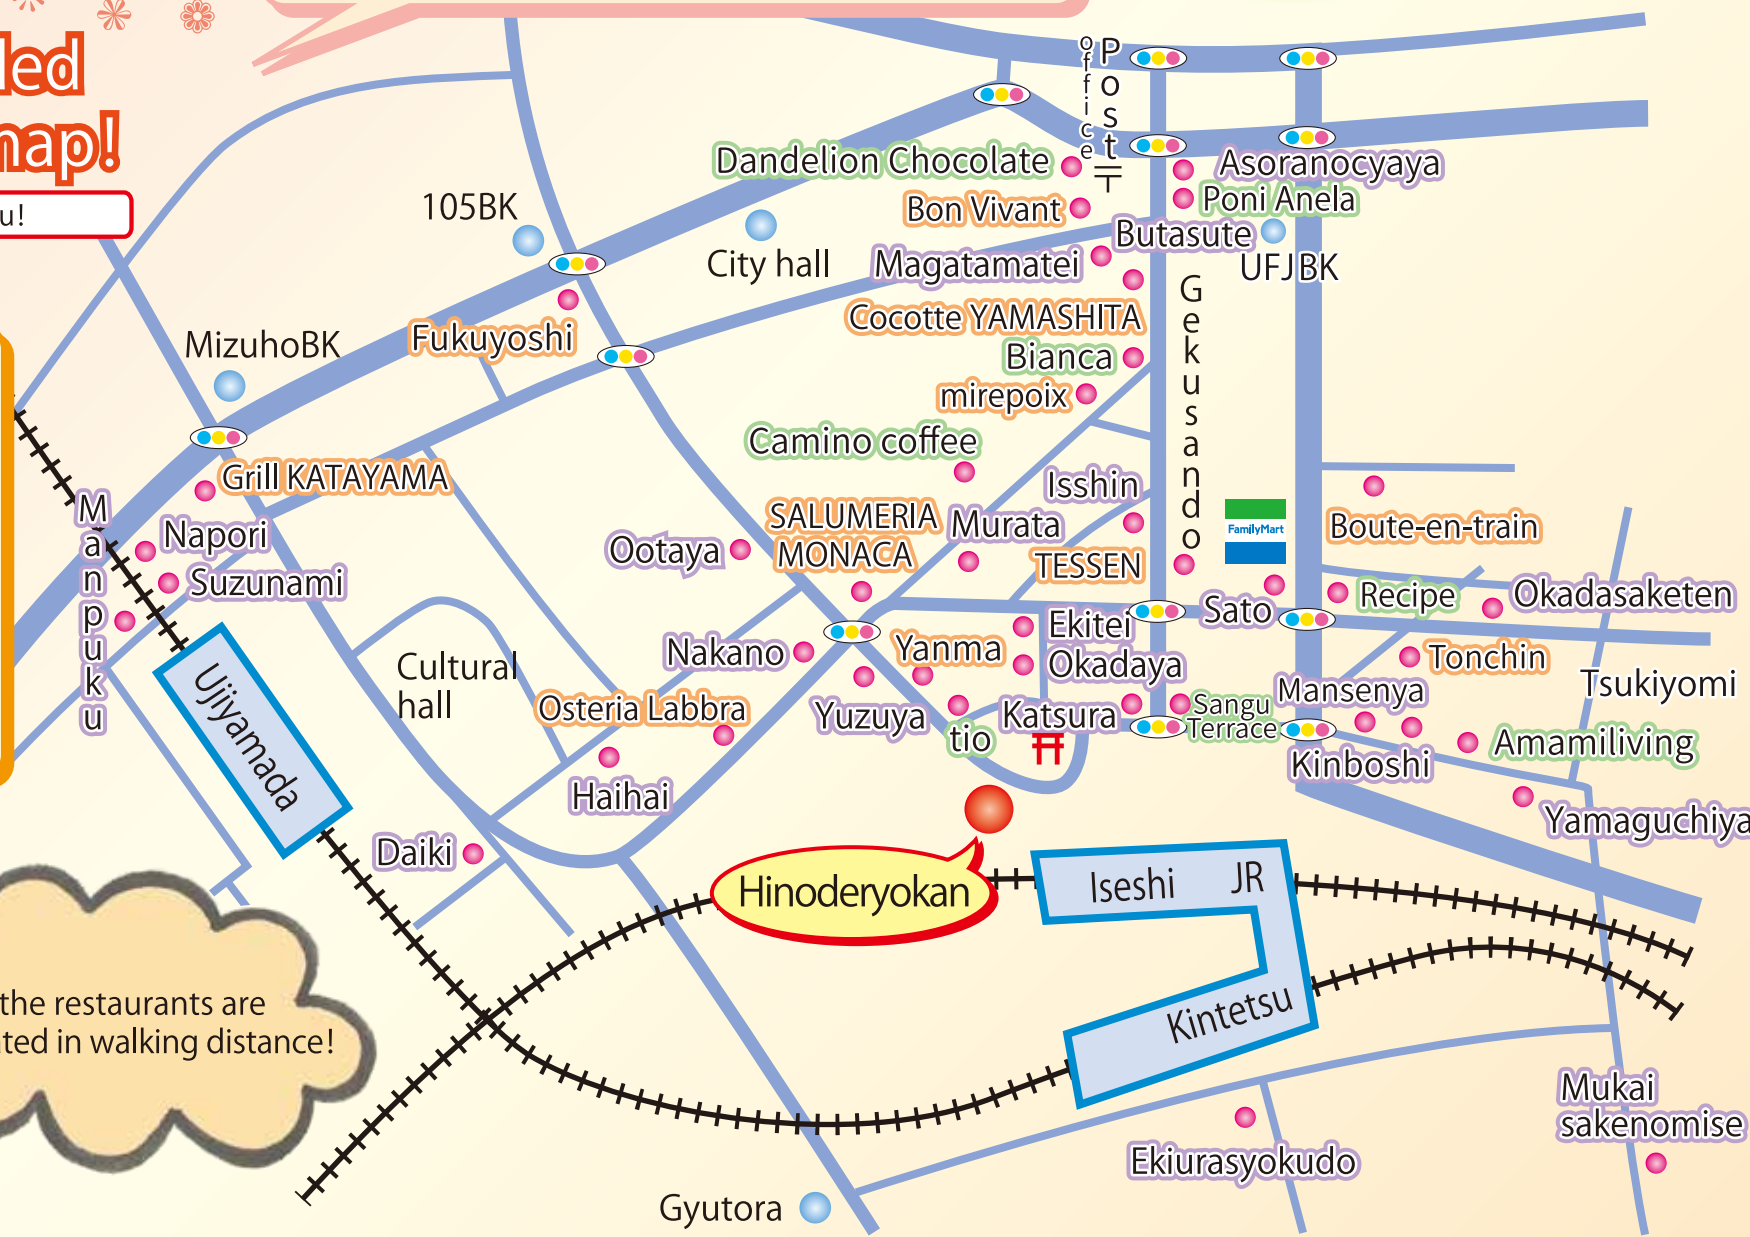 led
map!
u!
Post
office
Dandelion Chocolate
Asoranocyaya
105BK
Bon Vivant
Poni Anela
City hall
Butasute
Magatamatei
UFJBK
Gekusando
MizuhoBK
Fukuyoshi
Cocotte YAMASHITA
Bianca
mirepoix
Camino coffee
Grill KATAYAMA
Isshin
Manpuku
Napori
SALUMERIA
MONACA
Murata
FamilyMart
Boute-en-train
Ootaya
TESSEN
Suzunami
Sato
Recipe
Okadasaketen
Ekitei
Nakano
Yanma
Okadaya
Tonchin
Cultural
hall
Ujiyamada
Osteria Labbra
Yuzuya
Katsura
Sangu
Terrace
Mansenya
Tsukiyomi
tio
Kinboshi
Amamiliving
Haihai
Yamaguchiya
Daiki
Hinoderyokan
Iseshi JR
Kintetsu
the restaurants are
ated in walking distance!
Mukai
sakenomise
Ekiurasyokudo
Gyutora